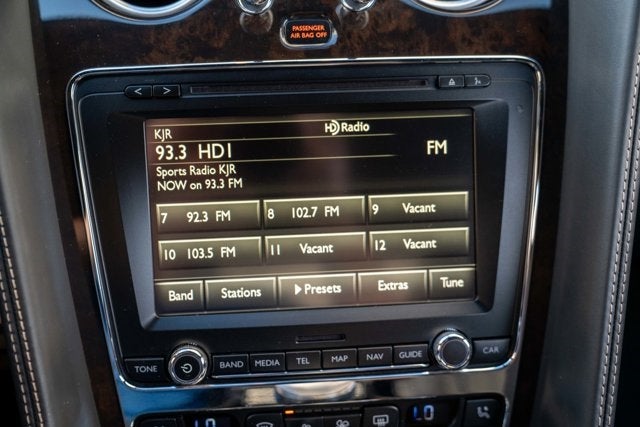 PASSENGER
AIR BAG OFF
KJR
HD Radio
93.3 HD1
FM
Sports Radio KJR
NOW on 93.3 FM
7 92.3 FM
8 102.7 FM
9 Vacant
10 103.5 FM
11 Vacant
12 Vacant
Band
Stations
Presets
Extras
Tune
TONE
BAND
MEDIA
TEL
MAP
NAV
GUIDE
CAR
LO
LO